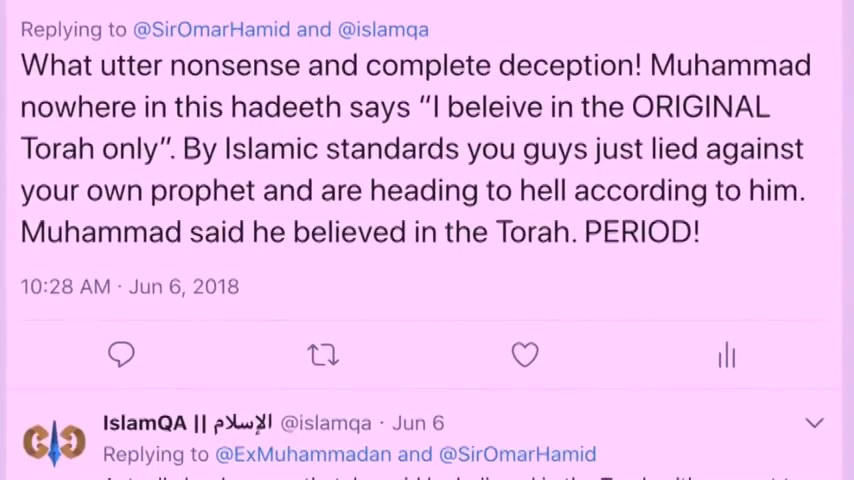 Replying to @SirOmarHamid and @islamqa
What utter nonsense and complete deception! Muhammad
nowhere in this hadeeth says “I beleive in the ORIGINAL
Torah only”. By Islamic standards you guys just lied against
your own prophet and are heading to hell according to him.
Muhammad said he believed in the Torah. PERIOD!
10:28 AM · Jun 6, 2018
IslamQA || الإسلام @islamqa · Jun 6
Replying to @ExMuhammadan and @SirOmarHamid